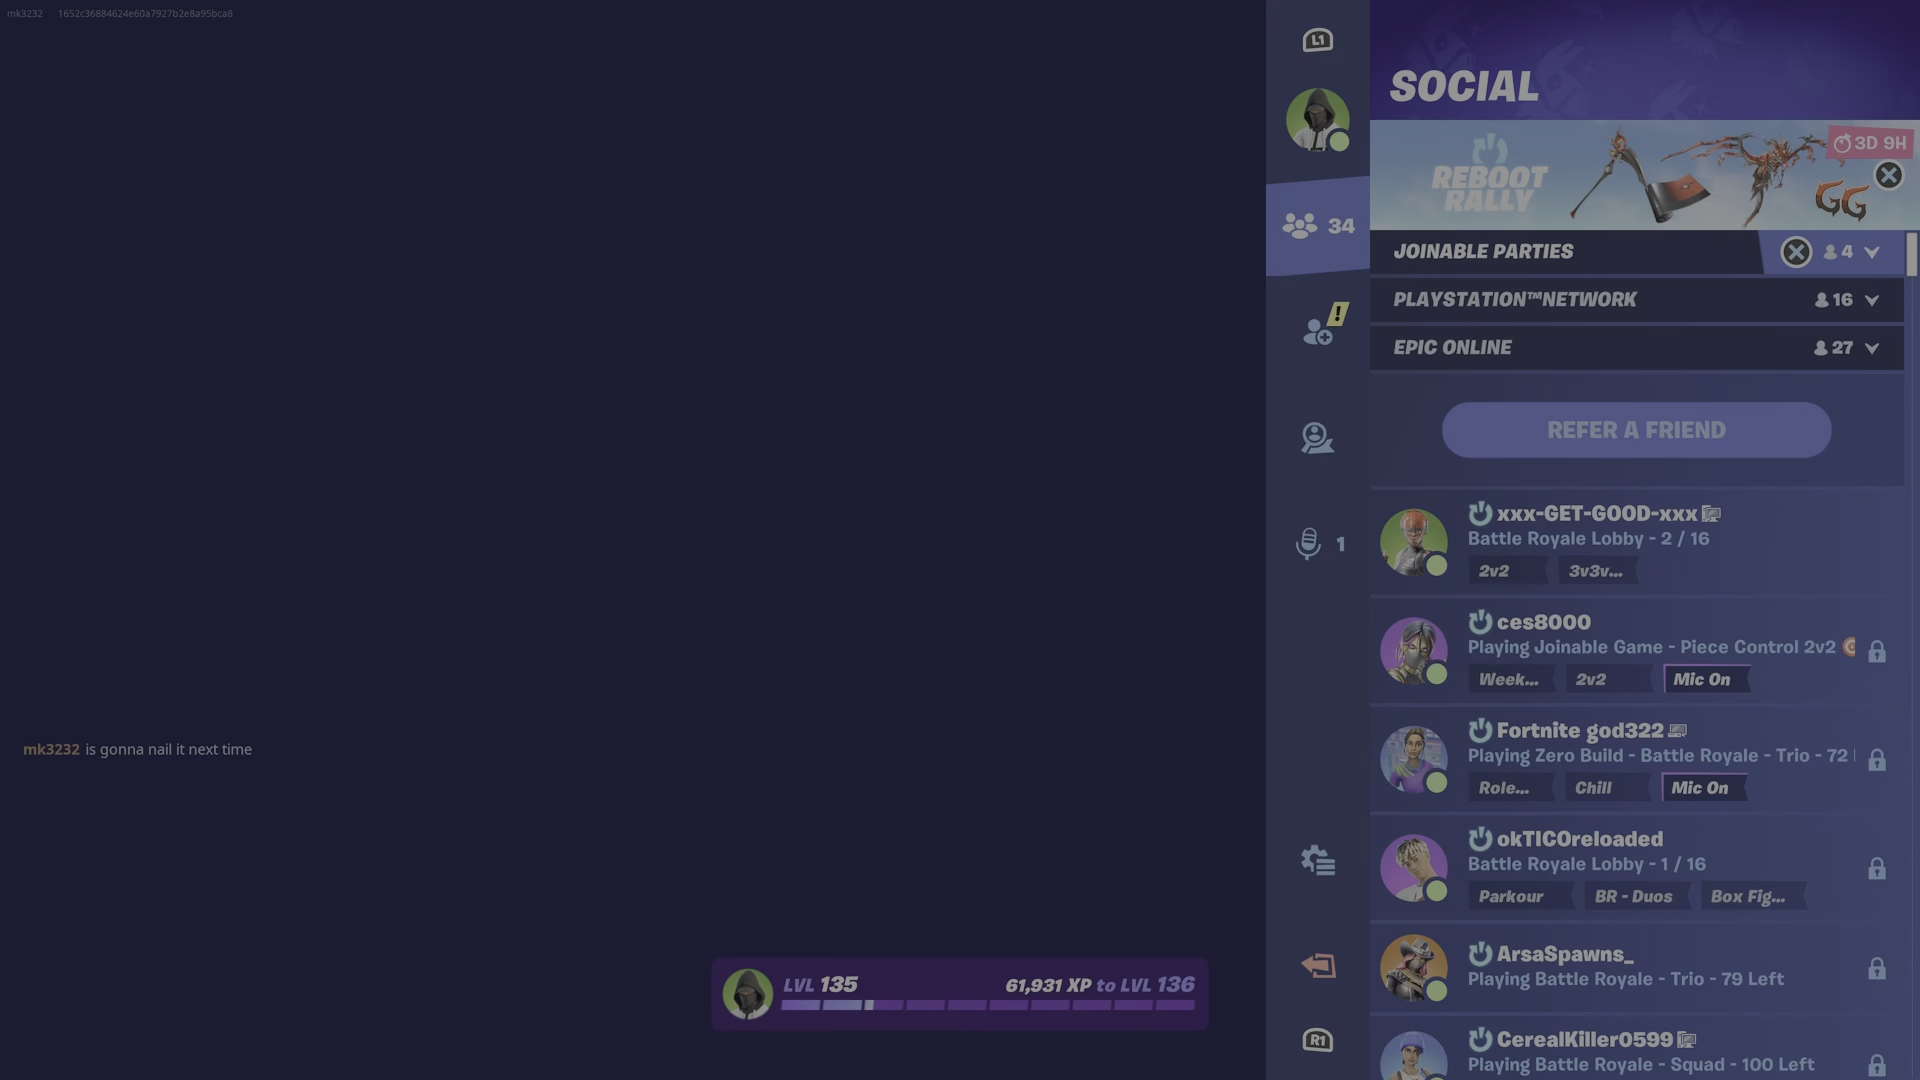 mk3232 1652c36884624e60a7927b2e8a95bca8
L1
SOCIAL
3D 9H
REBOOT
RALLY
GG
34
JOINABLE PARTIES 4
PLAYSTATION™NETWORK 16
!
EPIC ONLINE 27
REFER A FRIEND
xxx-GET-GOOD-xxx
Battle Royale Lobby - 2 / 16
2v2 3v3v...
1
ces8000
Playing Joinable Game - Piece Control 2v2
Week... 2v2 Mic On
Fortnite god322
Playing Zero Build - Battle Royale - Trio - 72
Role... Chill Mic On
mk3232 is gonna nail it next time
okTICOreloaded
Battle Royale Lobby - 1 / 16
Parkour BR - Duos Box Fig...
ArsaSpawns_
Playing Battle Royale - Trio - 79 Left
LVL 135 61,931 XP to LVL 136
R1
CerealKiller0599
Playing Battle Royale - Squad - 100 Left